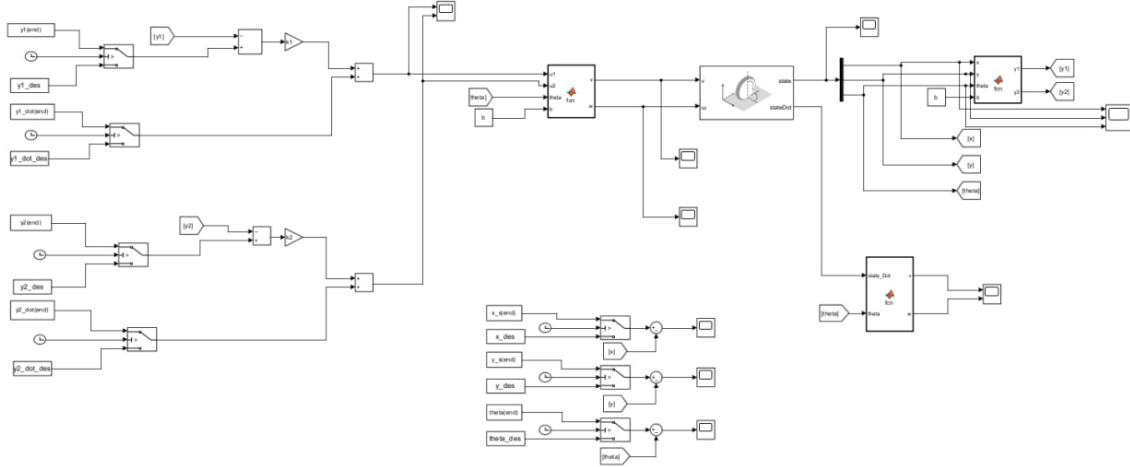 y1(end)
y1_des
[y1]
x1
y1_dot(end)
y1_dot_des
y2(end)
y2_des
[y2]
x2
y2_dot(end)
y2_dot_des
u1
u2
theta
b
fcn
v
w
[theta]
b
v
w
state
stateDot
x
y
theta
b
fcn
y1
y2
[y1]
[y2]
b
[x]
[y]
[theta]
state_Dot
theta
fcn
v
w
[theta]
x_s(end)
x_des
[x]
y_s(end)
y_des
[y]
theta(end)
theta_des
[theta]